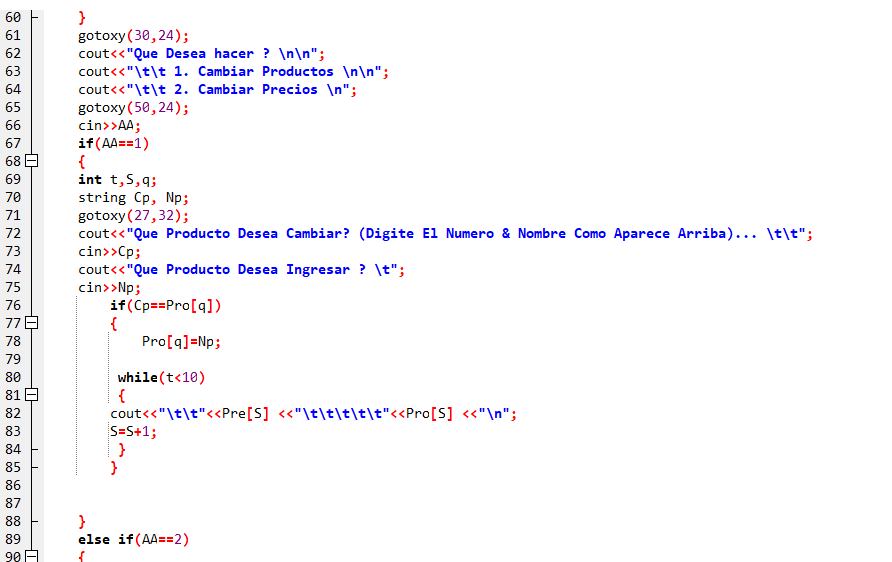 60 }
61 gotoxy(30,24);
62 cout<<"Que Desea hacer ? \n\n";
63 cout<<"\t\t 1. Cambiar Productos \n\n";
64 cout<<"\t\t 2. Cambiar Precios \n";
65 gotoxy(50,24);
66 cin>>AA;
67 if(AA==1)
68 {
69 int t,S,q;
70 string Cp, Np;
71 gotoxy(27,32);
72 cout<<"Que Producto Desea Cambiar? (Digite El Numero & Nombre Como Aparece Arriba)... \t\t";
73 cin>>Cp;
74 cout<<"Que Producto Desea Ingresar ? \t";
75 cin>>Np;
76 if(Cp==Pro[q])
77 {
78 Pro[q]=Np;
79
80 while(t<10)
81 {
82 cout<<"\t\t"<<Pre[S] <<"\t\t\t\t\t"<<Pro[S] <<"\n";
83 S=S+1;
84 }
85 }
86
87
88 }
89 else if(AA==2)
90 {